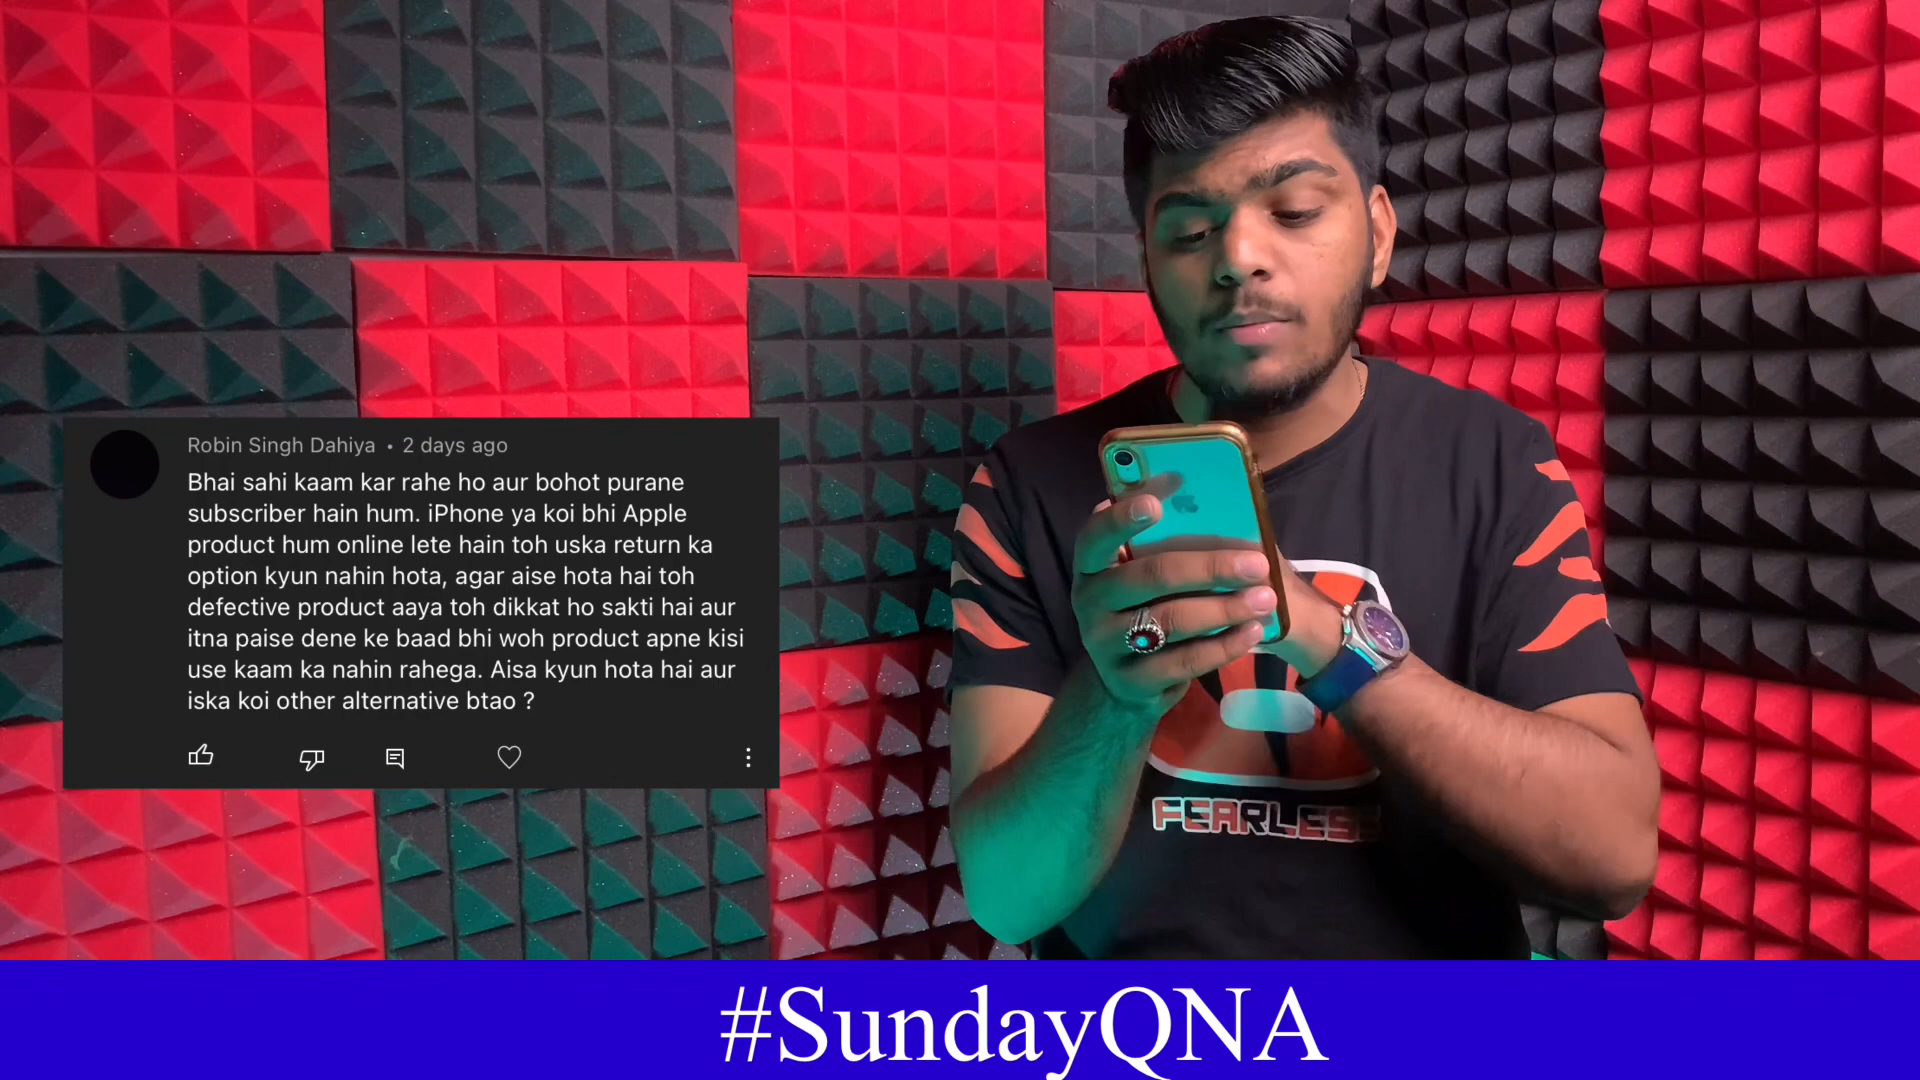 Robin Singh Dahiya • 2 days ago
Bhai sahi kaam kar rahe ho aur bohot purane
subscriber hain hum. iPhone ya koi bhi Apple
product hum online lete hain toh uska return ka
option kyun nahin hota, agar aise hota hai toh
defective product aaya toh dikkat ho sakti hai aur
itna paise dene ke baad bhi woh product apne kisi
use kaam ka nahin rahega. Aisa kyun hota hai aur
iska koi other alternative btao ?
FEARLESS
#SundayQNA